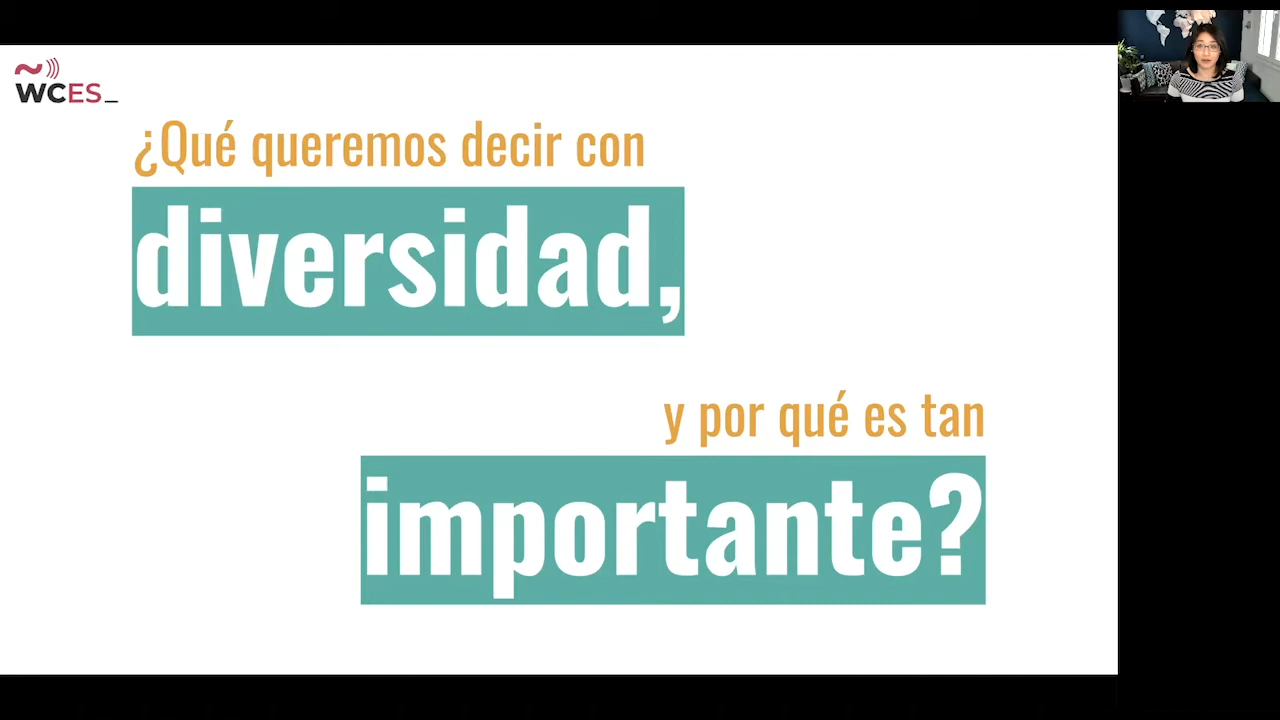 WCES_
¿Qué queremos decir con
diversidad,
y por qué es tan
importante?